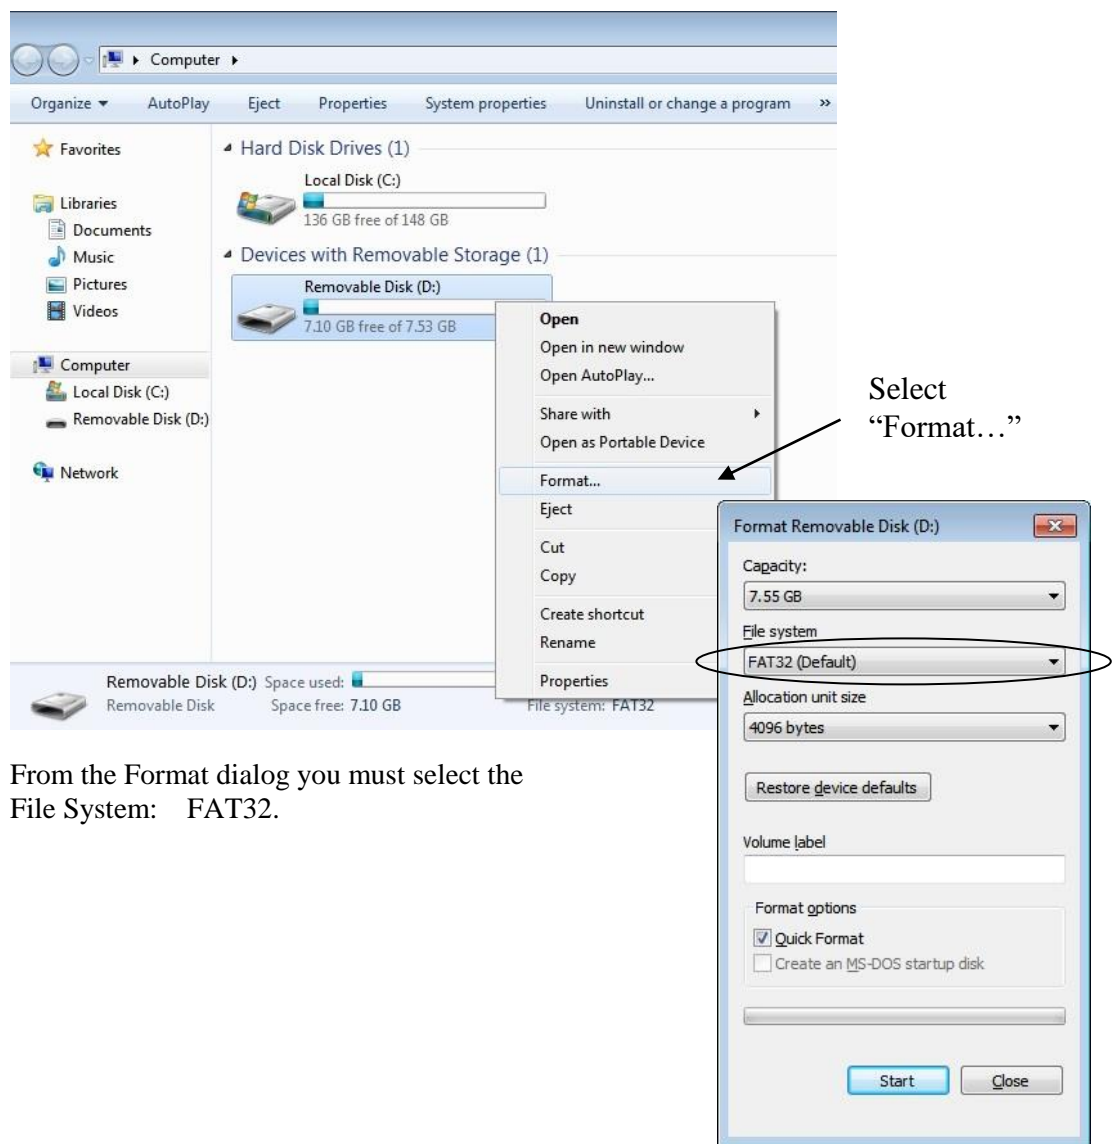 Computer
Organize
AutoPlay
Eject
Properties
System properties
Uninstall or change a program
»
Favorites
Libraries
Documents
Music
Pictures
Videos
Computer
Local Disk (C:)
Removable Disk (D:)
Network
Hard Disk Drives (1)
Local Disk (C:)
136 GB free of 148 GB
Devices with Removable Storage (1)
Removable Disk (D:)
7.10 GB free of 7.53 GB
Open
Open in new window
Open AutoPlay...
Share with
Open as Portable Device
Format...
Eject
Cut
Copy
Create shortcut
Rename
Properties
Select
“Format…”
Removable Disk (D:) Space used:
Removable Disk Space free: 7.10 GB File system: FAT32
From the Format dialog you must select the
File System: FAT32.
Format Removable Disk (D:)
Capacity:
7.55 GB
File system
FAT32 (Default)
Allocation unit size
4096 bytes
Restore device defaults
Volume label
Format options
Quick Format
Create an MS-DOS startup disk
Start
Close